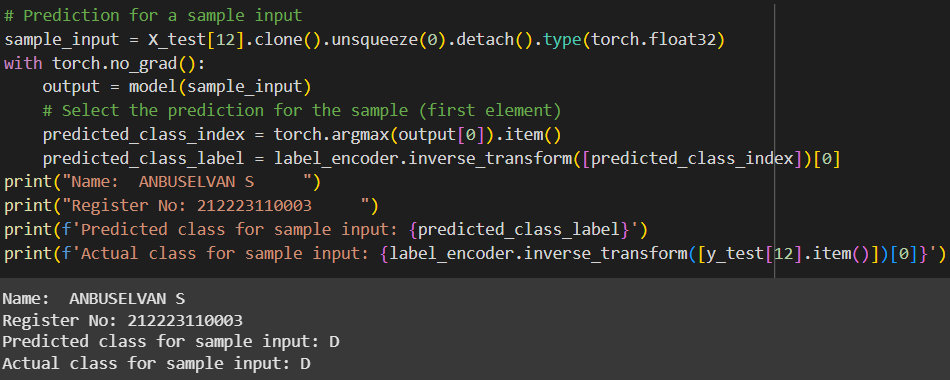 # Prediction for a sample input
sample_input = X_test[12].clone().unsqueeze(0).detach().type(torch.float32)
with torch.no_grad():
    output = model(sample_input)
    # Select the prediction for the sample (first element)
    predicted_class_index = torch.argmax(output[0]).item()
    predicted_class_label = label_encoder.inverse_transform([predicted_class_index])[0]
print("Name:  ANBUSELVAN S     ")
print("Register No: 212223110003     ")
print(f'Predicted class for sample input: {predicted_class_label}')
print(f'Actual class for sample input: {label_encoder.inverse_transform([y_test[12].item()])[0]}')
Name:  ANBUSELVAN S
Register No: 212223110003
Predicted class for sample input: D
Actual class for sample input: D